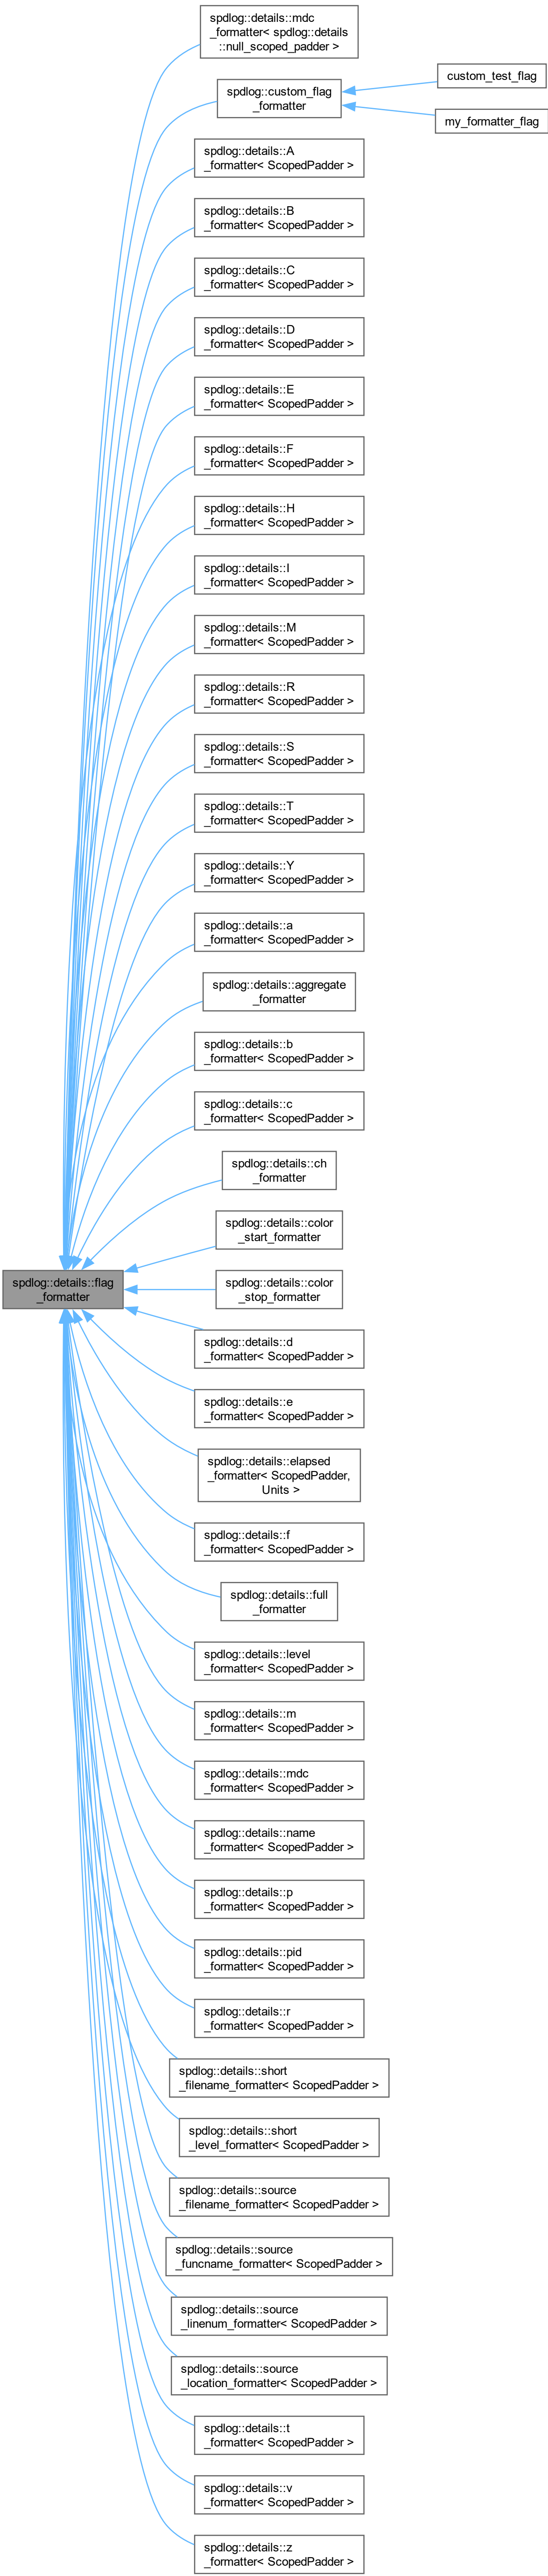 spdlog::details::mdc
_formatter< spdlog::details
::null_scoped_padder >
spdlog::custom_flag
_formatter
custom_test_flag
my_formatter_flag
spdlog::details::A
_formatter< ScopedPadder >
spdlog::details::B
_formatter< ScopedPadder >
spdlog::details::C
_formatter< ScopedPadder >
spdlog::details::D
_formatter< ScopedPadder >
spdlog::details::E
_formatter< ScopedPadder >
spdlog::details::F
_formatter< ScopedPadder >
spdlog::details::H
_formatter< ScopedPadder >
spdlog::details::I
_formatter< ScopedPadder >
spdlog::details::M
_formatter< ScopedPadder >
spdlog::details::R
_formatter< ScopedPadder >
spdlog::details::S
_formatter< ScopedPadder >
spdlog::details::T
_formatter< ScopedPadder >
spdlog::details::Y
_formatter< ScopedPadder >
spdlog::details::a
_formatter< ScopedPadder >
spdlog::details::aggregate
_formatter
spdlog::details::b
_formatter< ScopedPadder >
spdlog::details::c
_formatter< ScopedPadder >
spdlog::details::ch
_formatter
spdlog::details::color
_start_formatter
spdlog::details::flag
_formatter
spdlog::details::color
_stop_formatter
spdlog::details::d
_formatter< ScopedPadder >
spdlog::details::e
_formatter< ScopedPadder >
spdlog::details::elapsed
_formatter< ScopedPadder,
Units >
spdlog::details::f
_formatter< ScopedPadder >
spdlog::details::full
_formatter
spdlog::details::level
_formatter< ScopedPadder >
spdlog::details::m
_formatter< ScopedPadder >
spdlog::details::mdc
_formatter< ScopedPadder >
spdlog::details::name
_formatter< ScopedPadder >
spdlog::details::p
_formatter< ScopedPadder >
spdlog::details::pid
_formatter< ScopedPadder >
spdlog::details::r
_formatter< ScopedPadder >
spdlog::details::short
_filename_formatter< ScopedPadder >
spdlog::details::short
_level_formatter< ScopedPadder >
spdlog::details::source
_filename_formatter< ScopedPadder >
spdlog::details::source
_funcname_formatter< ScopedPadder >
spdlog::details::source
_linenum_formatter< ScopedPadder >
spdlog::details::source
_location_formatter< ScopedPadder >
spdlog::details::t
_formatter< ScopedPadder >
spdlog::details::v
_formatter< ScopedPadder >
spdlog::details::z
_formatter< ScopedPadder >